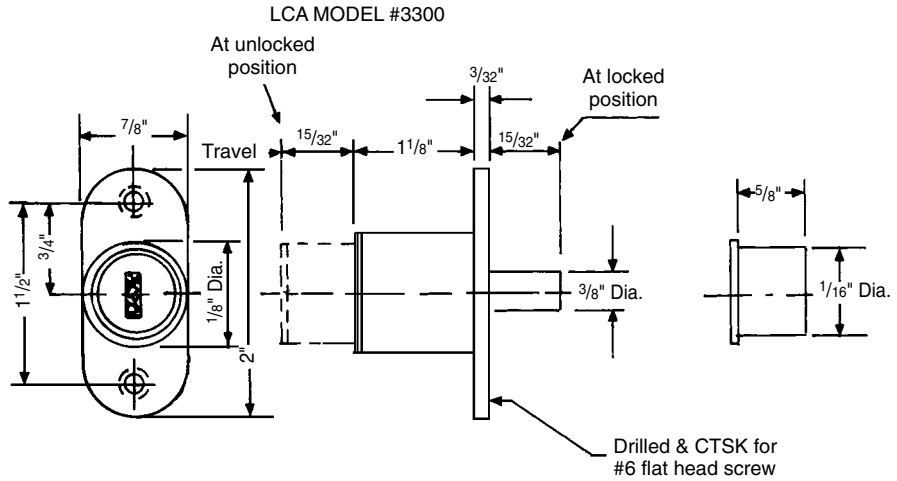 LCA MODEL #3300
At unlocked
position
3/32"
At locked
position
7/8"
Travel
15/32"
1 1/8"
15/32"
5/8"
3/4"
1 1/2"
1/8" Dia.
2"
3/8" Dia.
1/16" Dia.
Drilled & CTSK for
#6 flat head screw